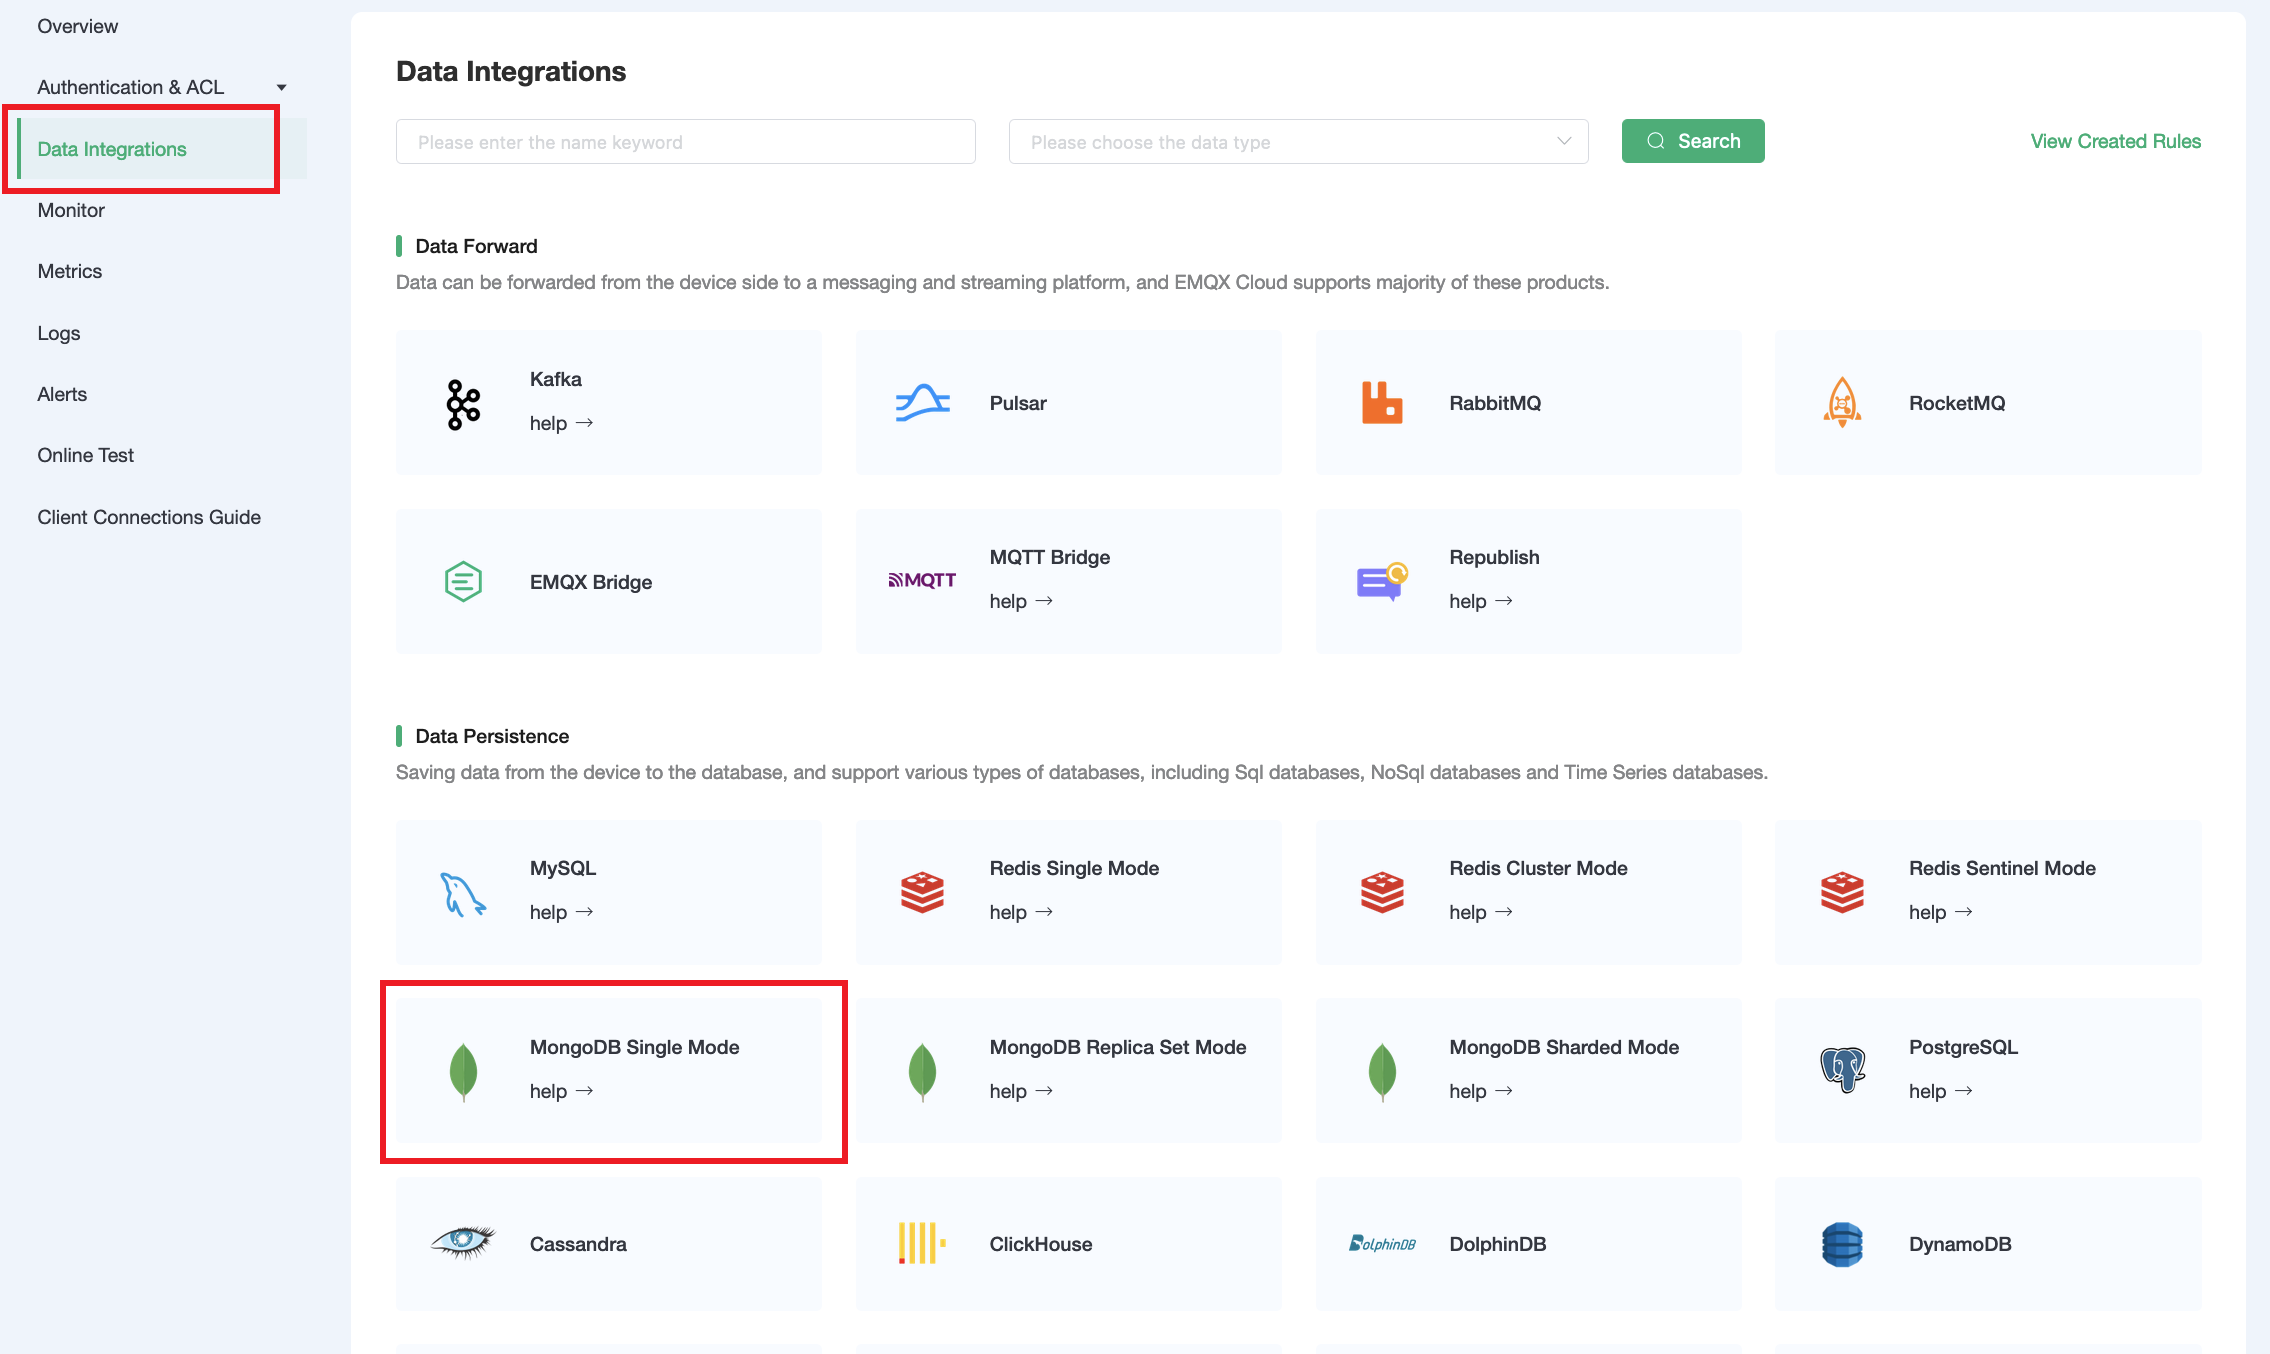 Overview
Authentication & ACL
Data Integrations
Monitor
Metrics
Logs
Alerts
Online Test
Client Connections Guide
Data Integrations
Please enter the name keyword
Please choose the data type
Search
View Created Rules
Data Forward
Data can be forwarded from the device side to a messaging and streaming platform, and EMQX Cloud supports majority of these products.
Kafka
help →
Pulsar
RabbitMQ
RocketMQ
EMQX Bridge
MQTT
MQTT Bridge
help →
Republish
help →
Data Persistence
Saving data from the device to the database, and support various types of databases, including Sql databases, NoSql databases and Time Series databases.
MySQL
help →
Redis Single Mode
help →
Redis Cluster Mode
help →
Redis Sentinel Mode
help →
MongoDB Single Mode
help →
MongoDB Replica Set Mode
help →
MongoDB Sharded Mode
help →
PostgreSQL
help →
Cassandra
ClickHouse
DolphinDB
DolphinDB
DynamoDB